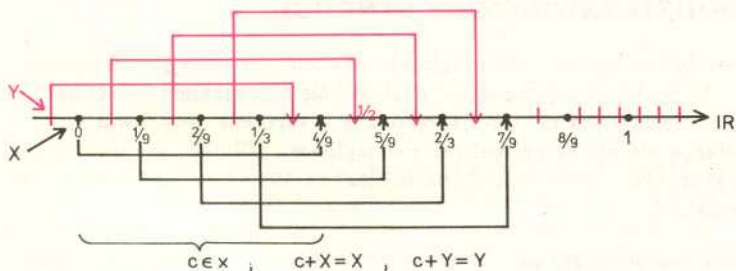 Y ½
IR
X 0 1/9 2/9 1/3 4/9 5/9 2/3 7/9 8/9 1
c ∈ x , c+X=X , c+Y=Y